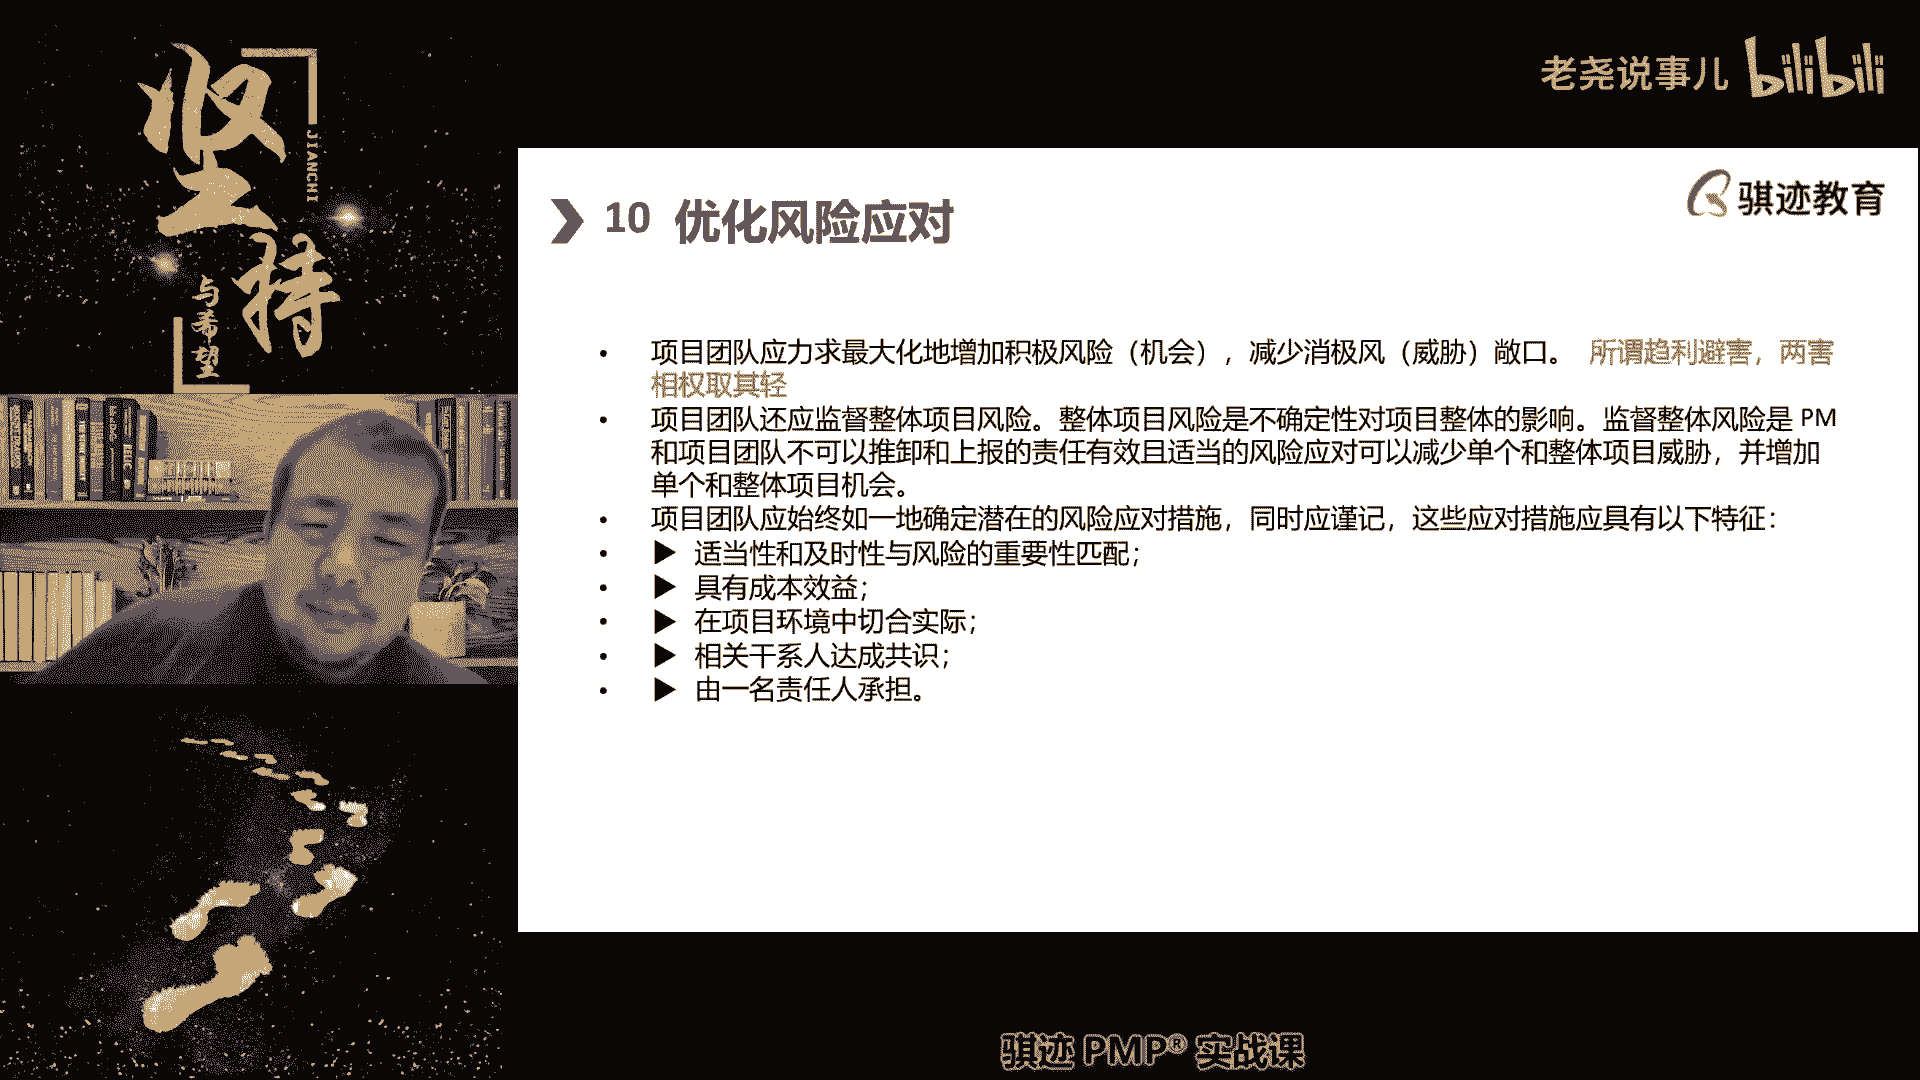 坚持
JIANCHI
与希望
老尧说事儿 bilibili
骐迹教育
10 优化风险应对
• 项目团队应力求最大化地增加积极风险（机会），减少消极风（威胁）敞口。 所谓趋利避害，两害
相权取其轻
• 项目团队还应监督整体项目风险。整体项目风险是不确定性对项目整体的影响。监督整体风险是 PM
和项目团队不可以推卸和上报的责任有效且适当的风险应对可以减少单个和整体项目威胁，并增加
单个和整体项目机会。
• 项目团队应始终如一地确定潜在的风险应对措施，同时应谨记，这些应对措施应具有以下特征：
• ▶ 适当性和及时性与风险的重要性匹配；
• ▶ 具有成本效益；
• ▶ 在项目环境中切合实际；
• ▶ 相关干系人达成共识；
• ▶ 由一名责任人承担。
骐迹 PMP® 实战课